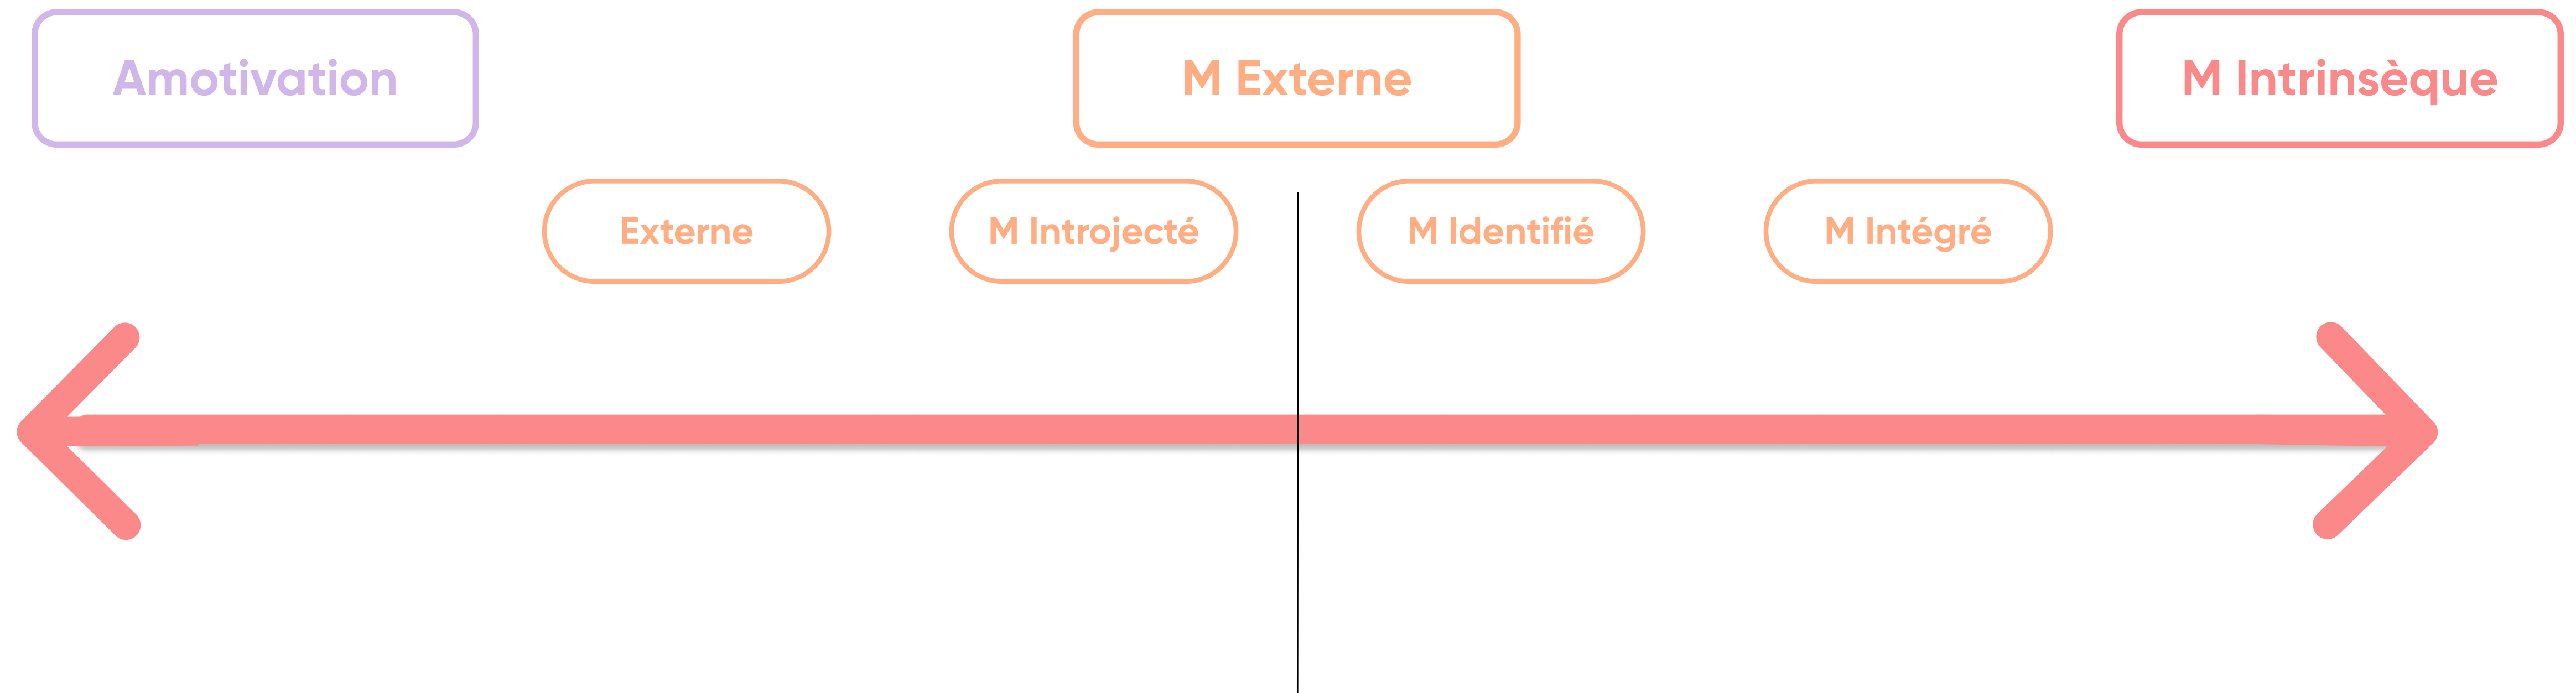 Amotivation
M Externe
M Intrinsèque
Externe
M Introjecté
M Identifié
M Intégré